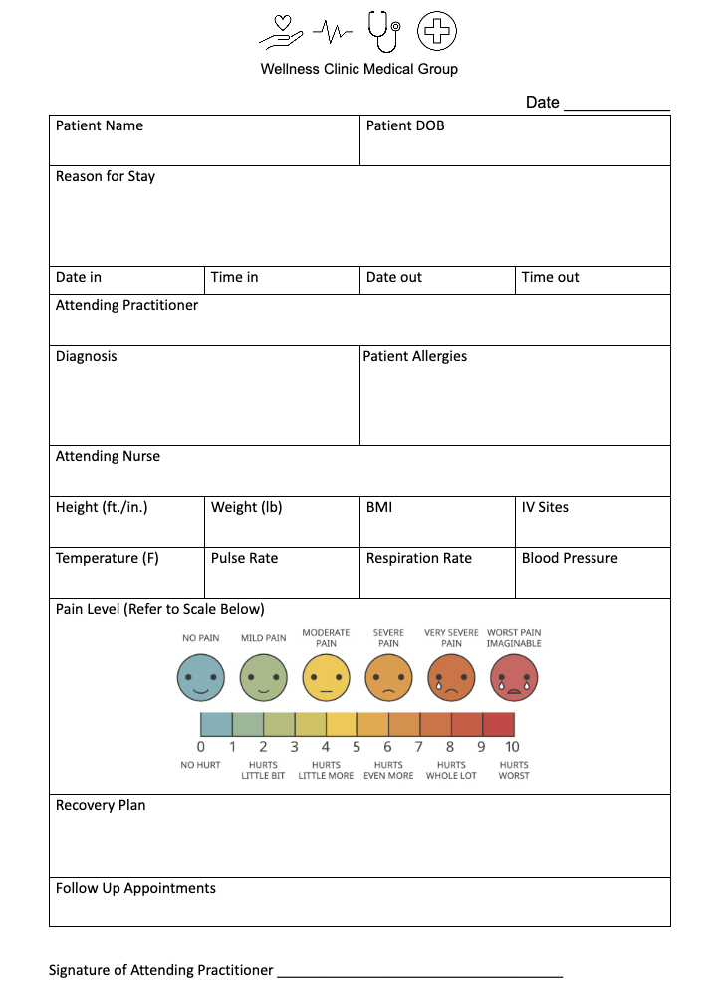 Wellness Clinic Medical Group
Date ____________
Patient Name Patient DOB
Reason for Stay
Date in Time in Date out Time out
Attending Practitioner
Diagnosis Patient Allergies
Attending Nurse
Height (ft./in.) Weight (lb) BMI IV Sites
Temperature (F) Pulse Rate Respiration Rate Blood Pressure
Pain Level (Refer to Scale Below)
NO PAIN MILD PAIN MODERATE PAIN SEVERE PAIN VERY SEVERE PAIN WORST PAIN IMAGINABLE
0 1 2 3 4 5 6 7 8 9 10
NO HURT HURTS LITTLE BIT HURTS LITTLE MORE HURTS EVEN MORE HURTS WHOLE LOT HURTS WORST
Recovery Plan
Follow Up Appointments
Signature of Attending Practitioner ___________________________________